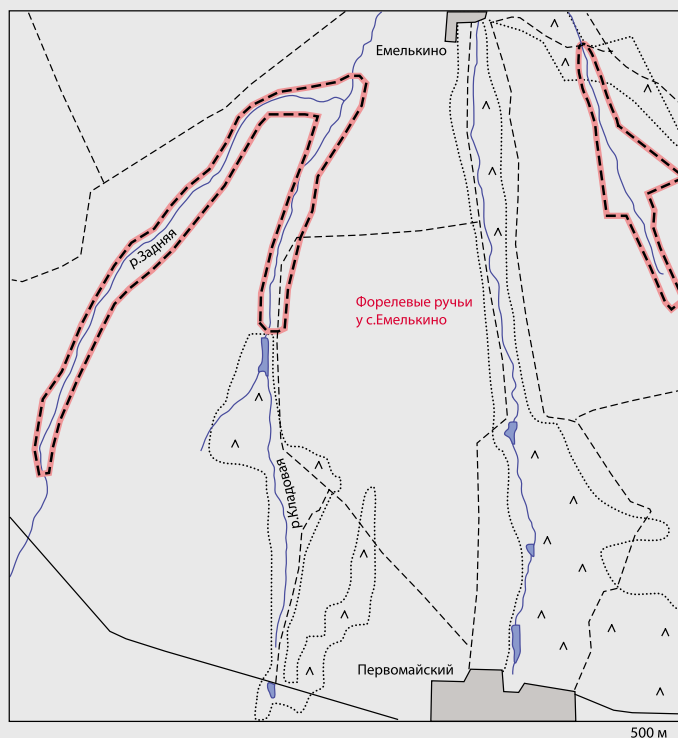 Емелькино
р.Задняя
Форелевые ручьи
у с.Емелькино
р.Кладовая
Первомайский
500 м